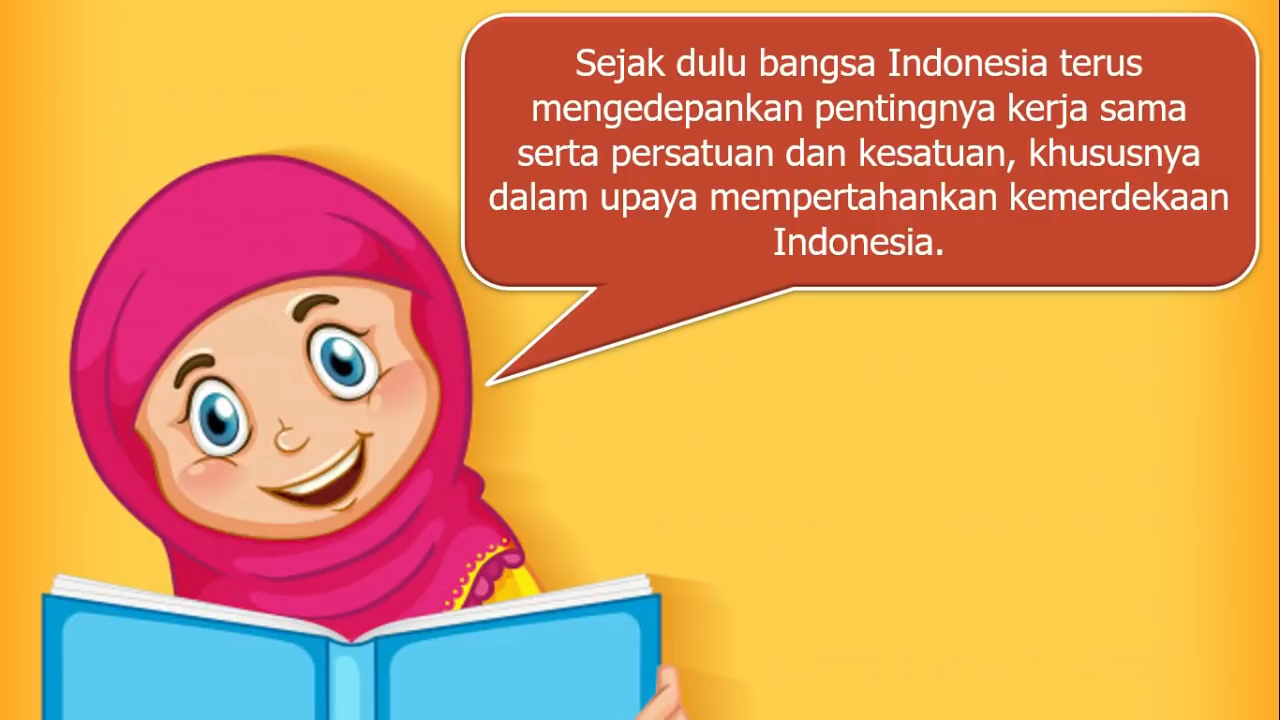 Sejak dulu bangsa Indonesia terus
mengedepankan pentingnya kerja sama
serta persatuan dan kesatuan, khususnya
dalam upaya mempertahankan kemerdekaan
Indonesia.